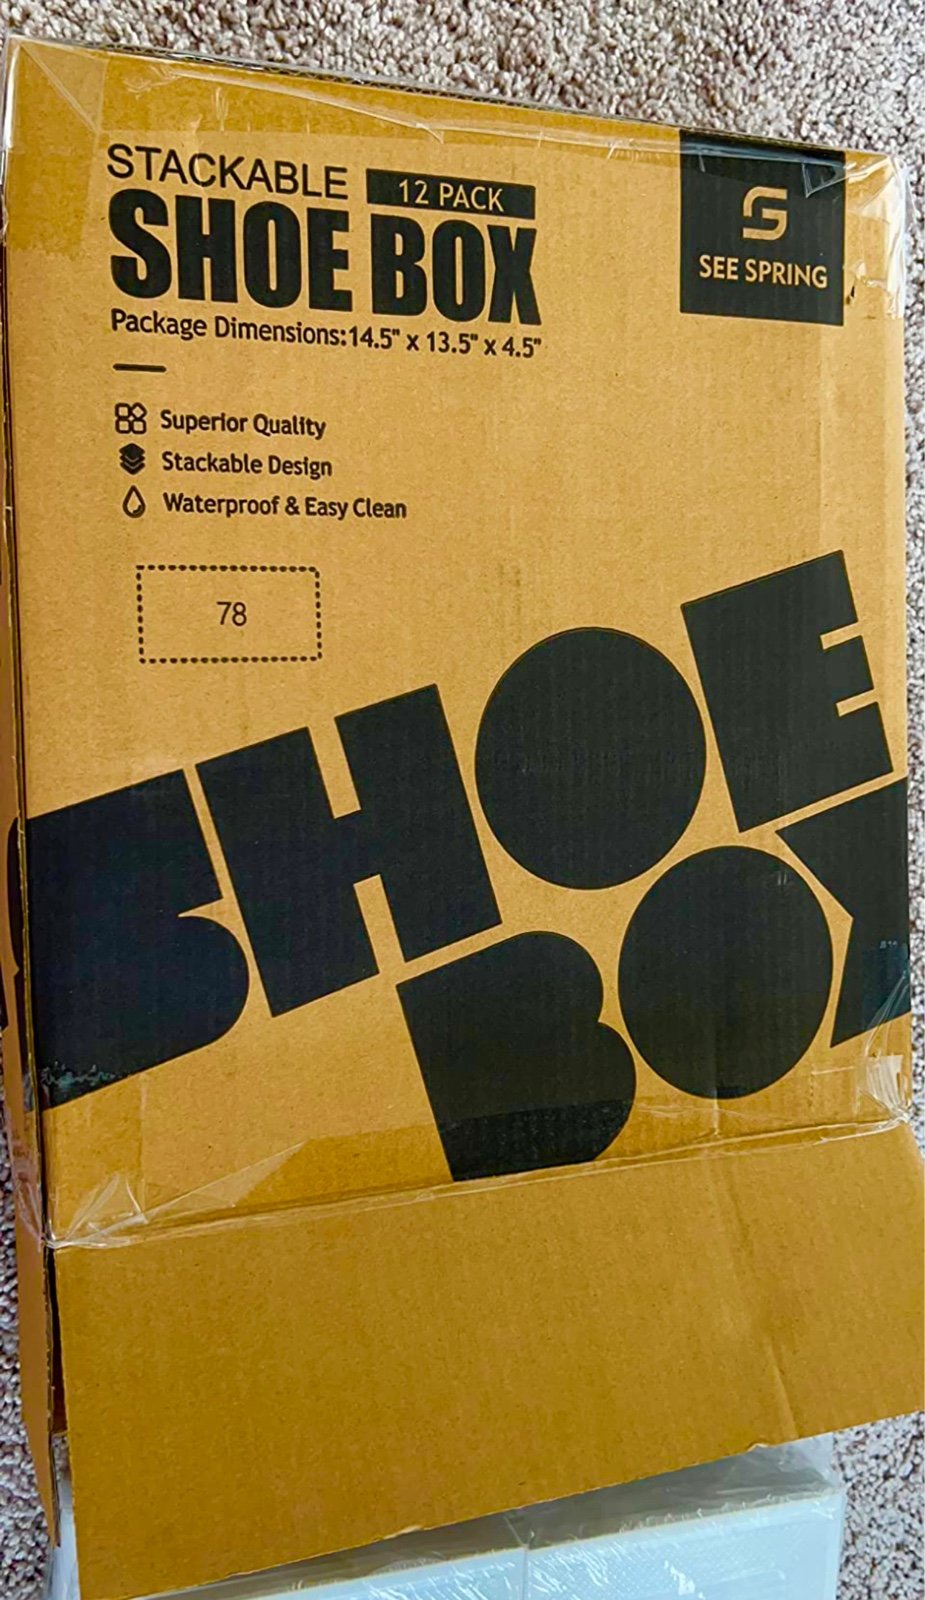 STACKABLE 12 PACK
SHOE BOX
Package Dimensions:14.5" x 13.5" x 4.5"
SEE SPRING
Superior Quality
Stackable Design
Waterproof & Easy Clean
78
SHOE
BOX